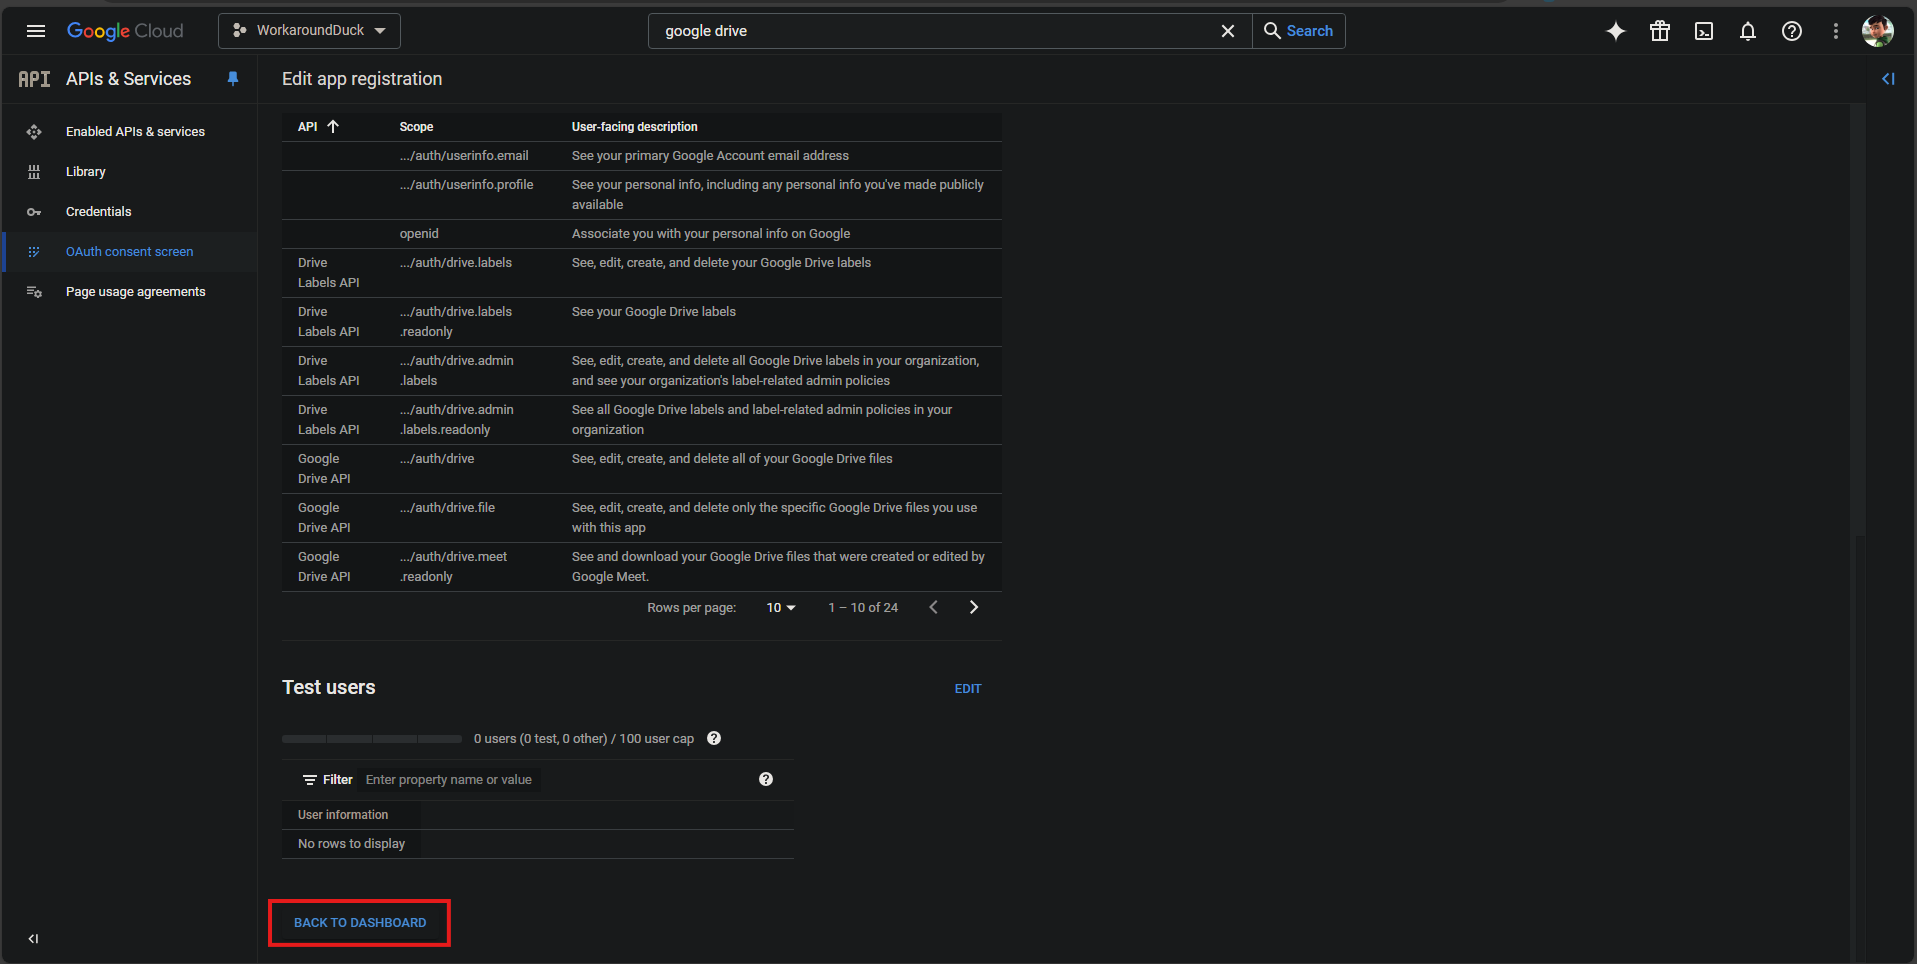 Google Cloud
WorkaroundDuck
google drive
Search
API APIs & Services
Edit app registration
Enabled APIs & services
Library
Credentials
OAuth consent screen
Page usage agreements
API Scope User-facing description
.../auth/userinfo.email See your primary Google Account email address
.../auth/userinfo.profile See your personal info, including any personal info you've made publicly
available
openid Associate you with your personal info on Google
Drive .../auth/drive.labels See, edit, create, and delete your Google Drive labels
Labels API
Drive .../auth/drive.labels See your Google Drive labels
Labels API .readonly
Drive .../auth/drive.admin See, edit, create, and delete all Google Drive labels in your organization,
Labels API .labels and see your organization's label-related admin policies
Drive .../auth/drive.admin See all Google Drive labels and label-related admin policies in your
Labels API .labels.readonly organization
Google .../auth/drive See, edit, create, and delete all of your Google Drive files
Drive API
Google .../auth/drive.file See, edit, create, and delete only the specific Google Drive files you use
Drive API with this app
Google .../auth/drive.meet See and download your Google Drive files that were created or edited by
Drive API .readonly Google Meet.
Rows per page: 10 1 – 10 of 24
Test users EDIT
0 users (0 test, 0 other) / 100 user cap
Filter Enter property name or value
User information
No rows to display
BACK TO DASHBOARD